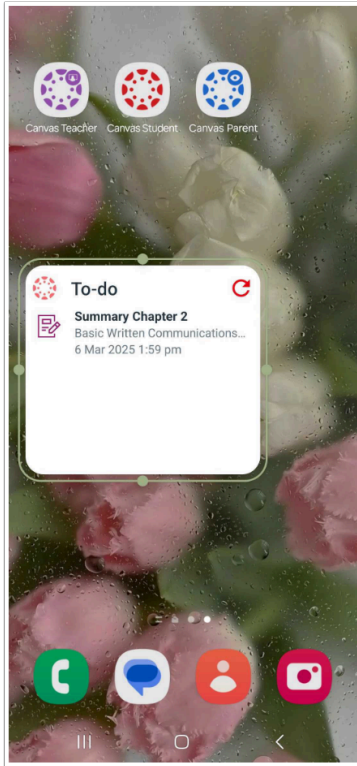 Canvas Teacher Canvas Student Canvas Parent
To-do
Summary Chapter 2
Basic Written Communications...
6 Mar 2025 1:59 pm